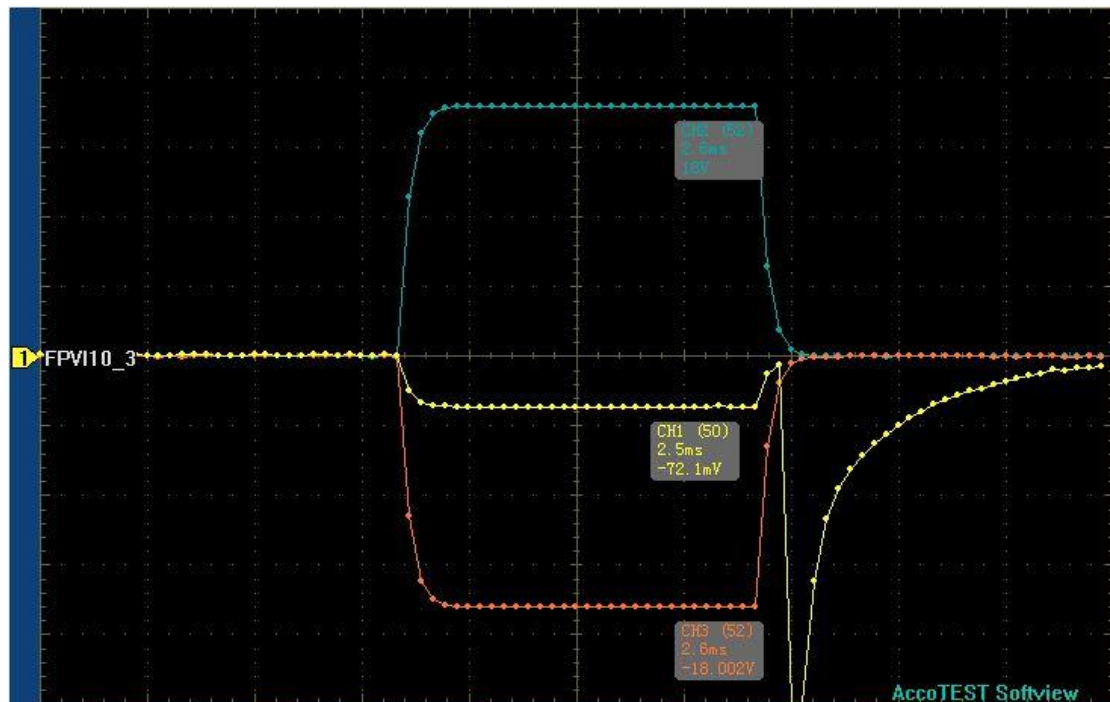 CH2 (52)
2.6ms
18V
1
FPVI10_3
CH1 (50)
2.5ms
-72.1mV
CH3 (52)
2.6ms
-18.002V
AccoTEST Softview